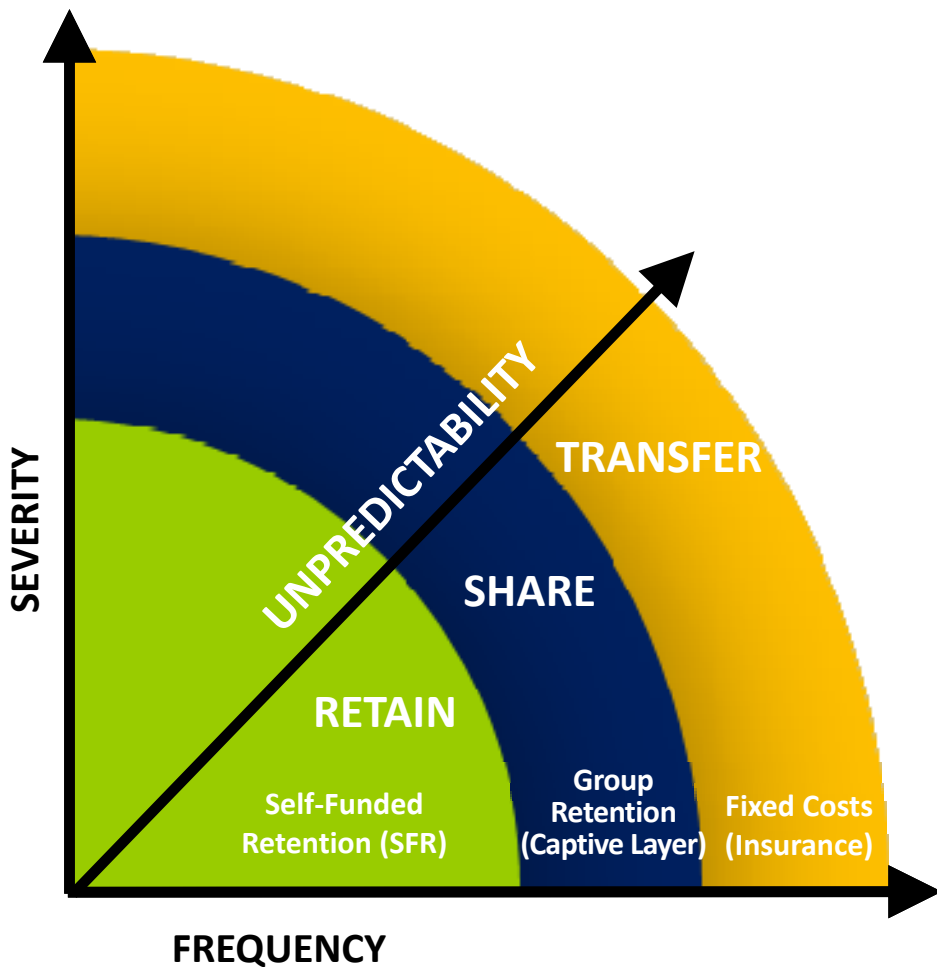 SEVERITY
UNPREDICTABILITY
TRANSFER
SHARE
RETAIN
Self-Funded
Retention (SFR)
Group
Retention
(Captive Layer)
Fixed Costs
(Insurance)
FREQUENCY